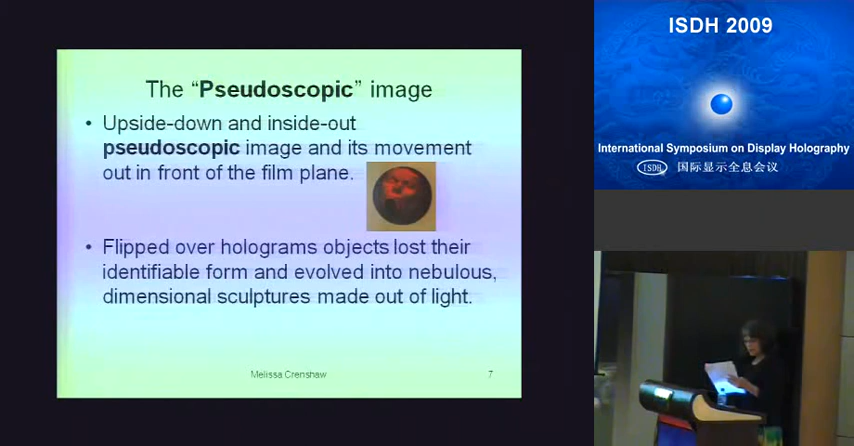 The “Pseudoscopic” image
• Upside-down and inside-out
pseudoscopic image and its movement
out in front of the film plane.
• Flipped over holograms objects lost their
identifiable form and evolved into nebulous,
dimensional sculptures made out of light.
Melissa Crenshaw
7
ISDH 2009
International Symposium on Display Holography
ISDH 国际显示全息会议